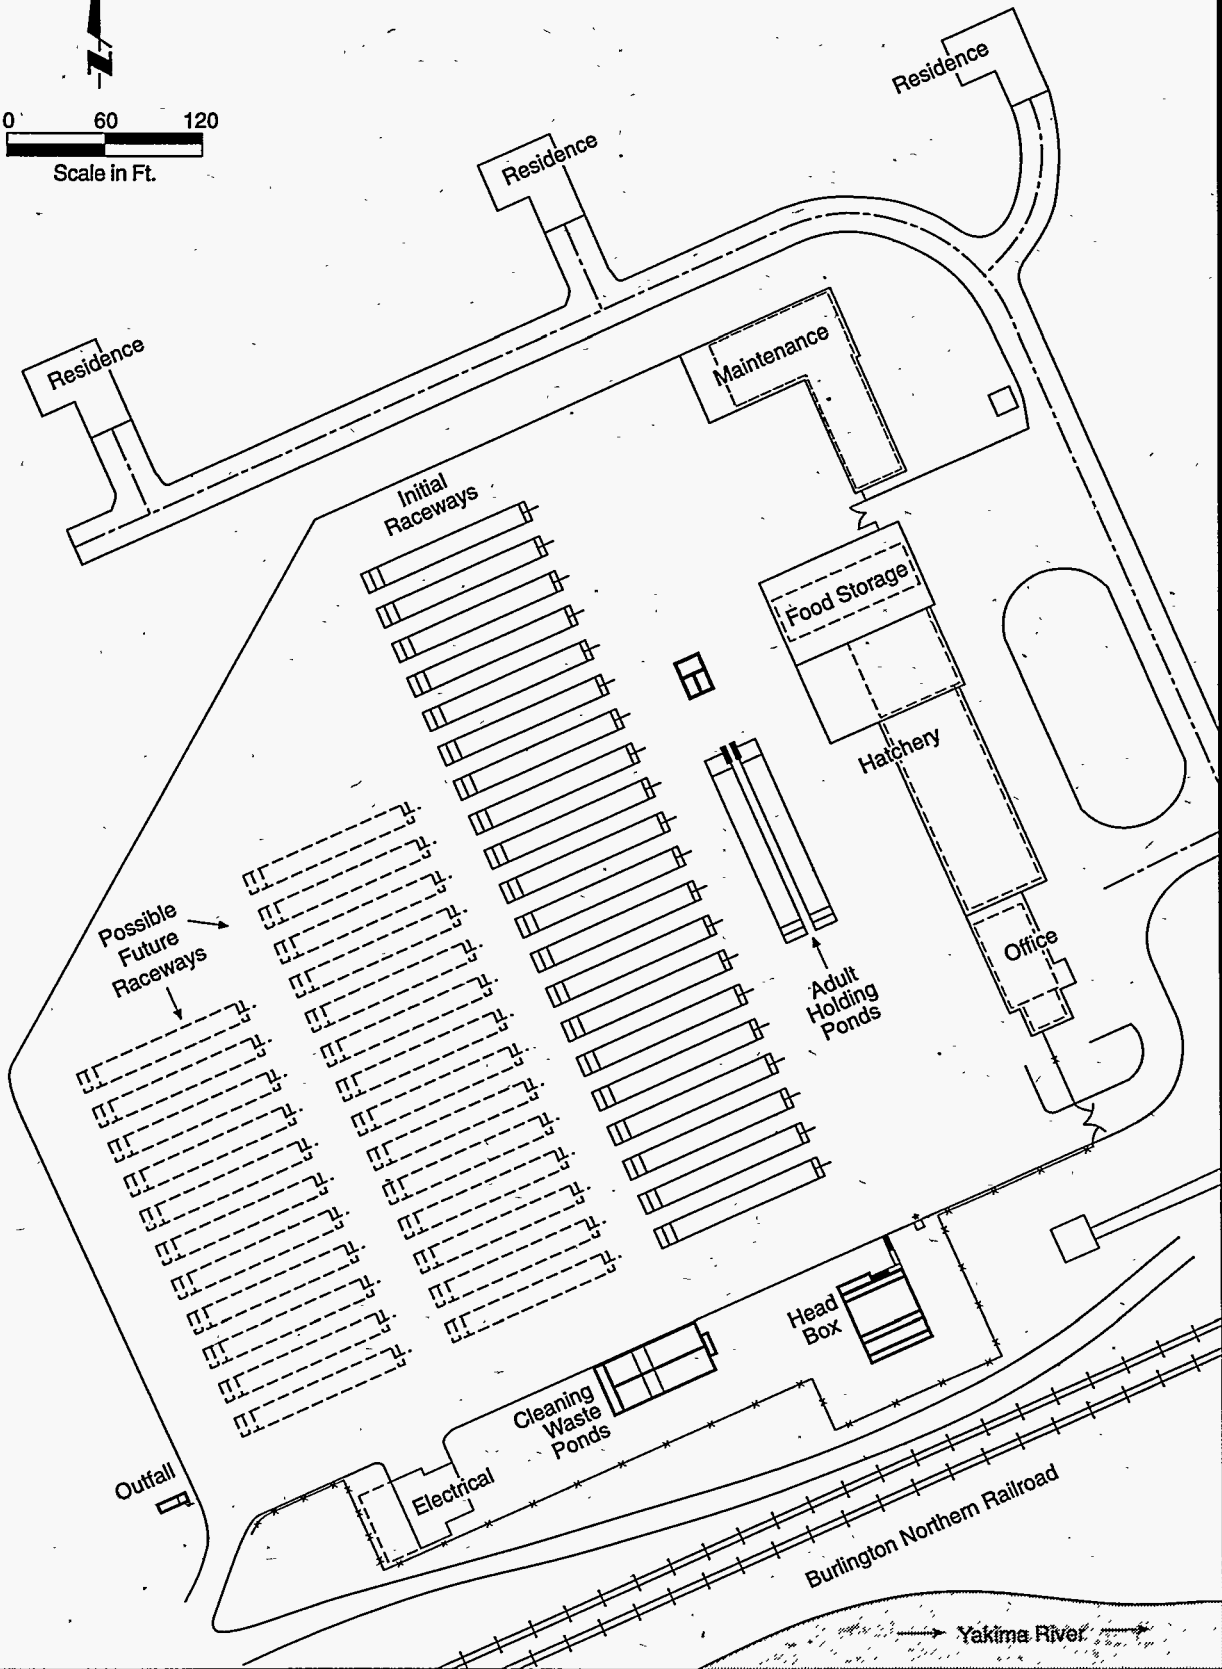 N
0 60 120
Scale in Ft.
Residence
Residence
Residence
Maintenance
Initial
Raceways
Food Storage
Hatchery
Possible
Future
Raceways
Office
Adult
Holding
Ponds
Head
Box
Cleaning
Waste
Ponds
Outfall
Electrical
Burlington Northern Railroad
Yakima River